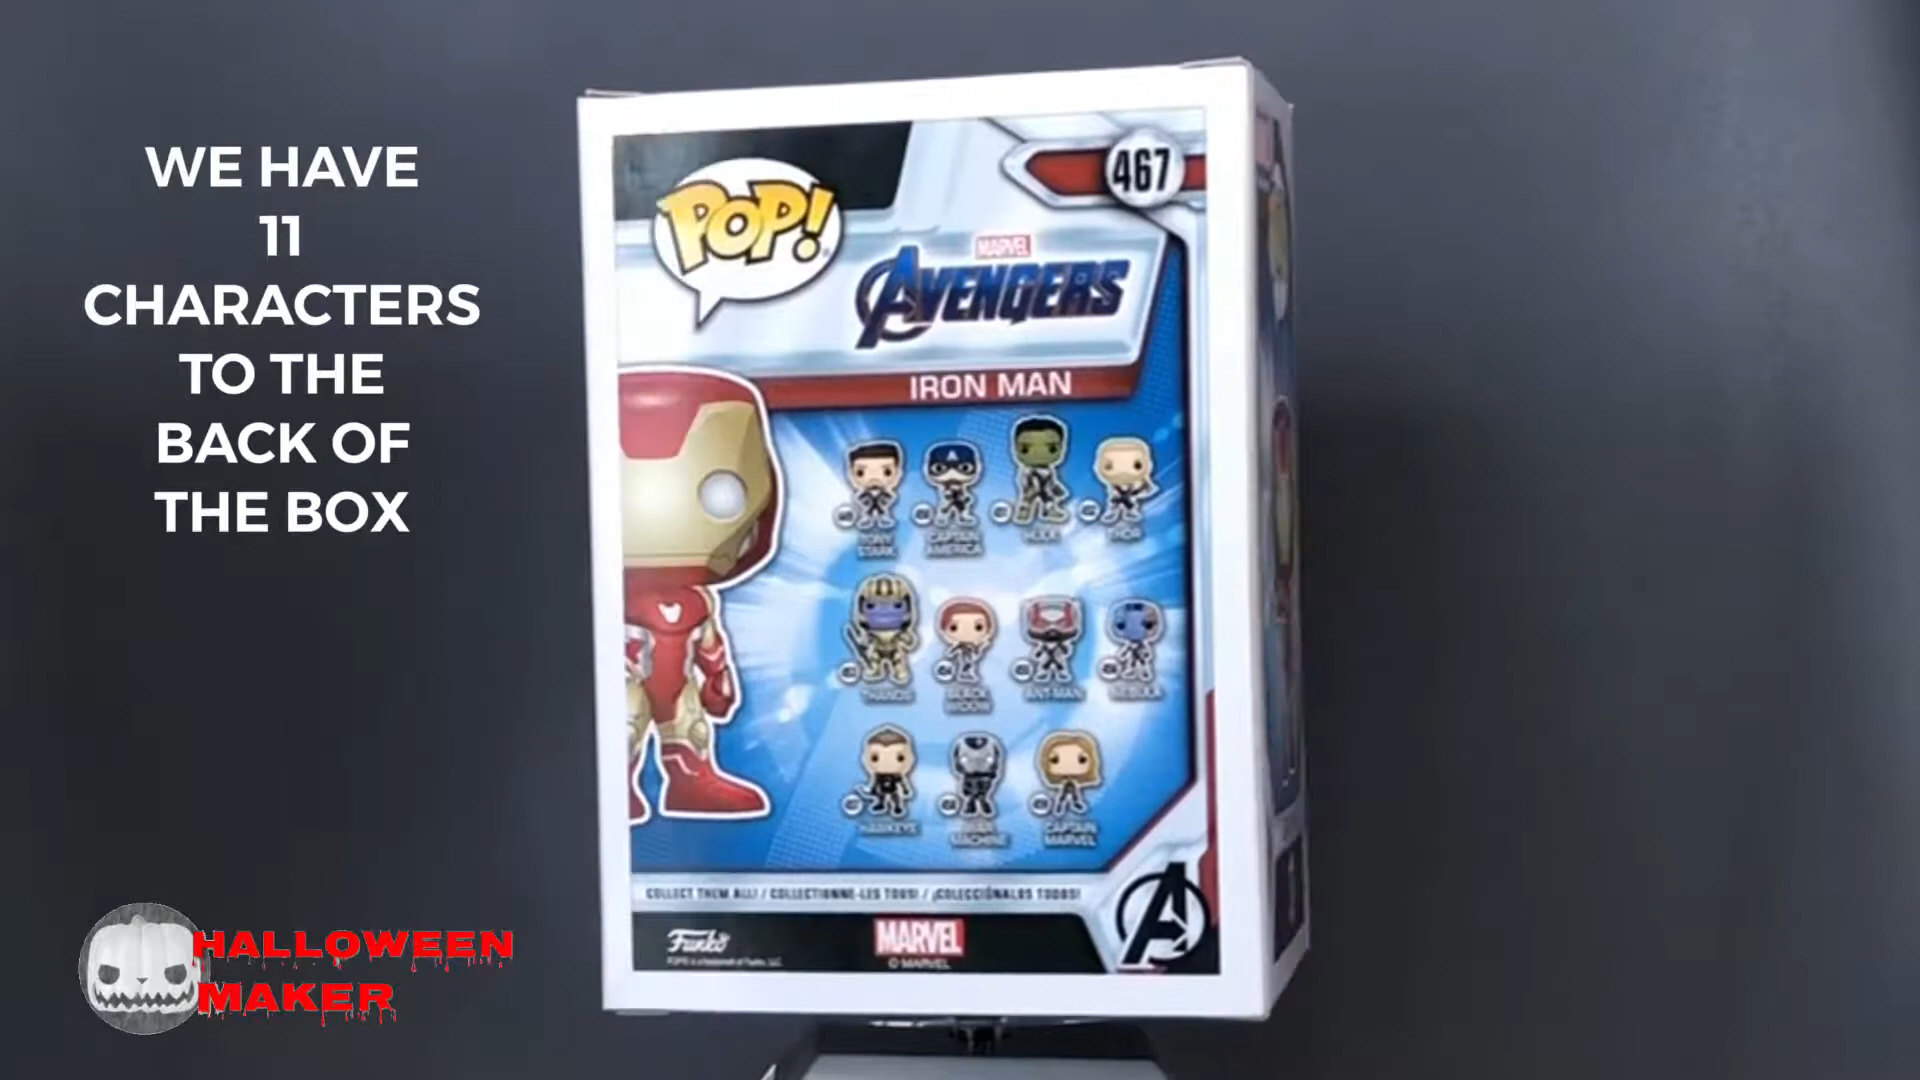 WE HAVE
11
CHARACTERS
TO THE
BACK OF
THE BOX
POP!
467
MARVEL
AVENGERS
IRON MAN
TONY
STARK
CAPTAIN
AMERICA
HULK
THOR
THANOS
BLACK
WIDOW
ANT-MAN
NEBULA
HAWKEYE
WAR
MACHINE
CAPTAIN
MARVEL
COLLECT THEM ALL! / COLLECTIONNE-LES TOUS! / ¡COLECCIÓNALOS TODOS!
Funko
MARVEL
© MARVEL
HALLOWEEN
MAKER